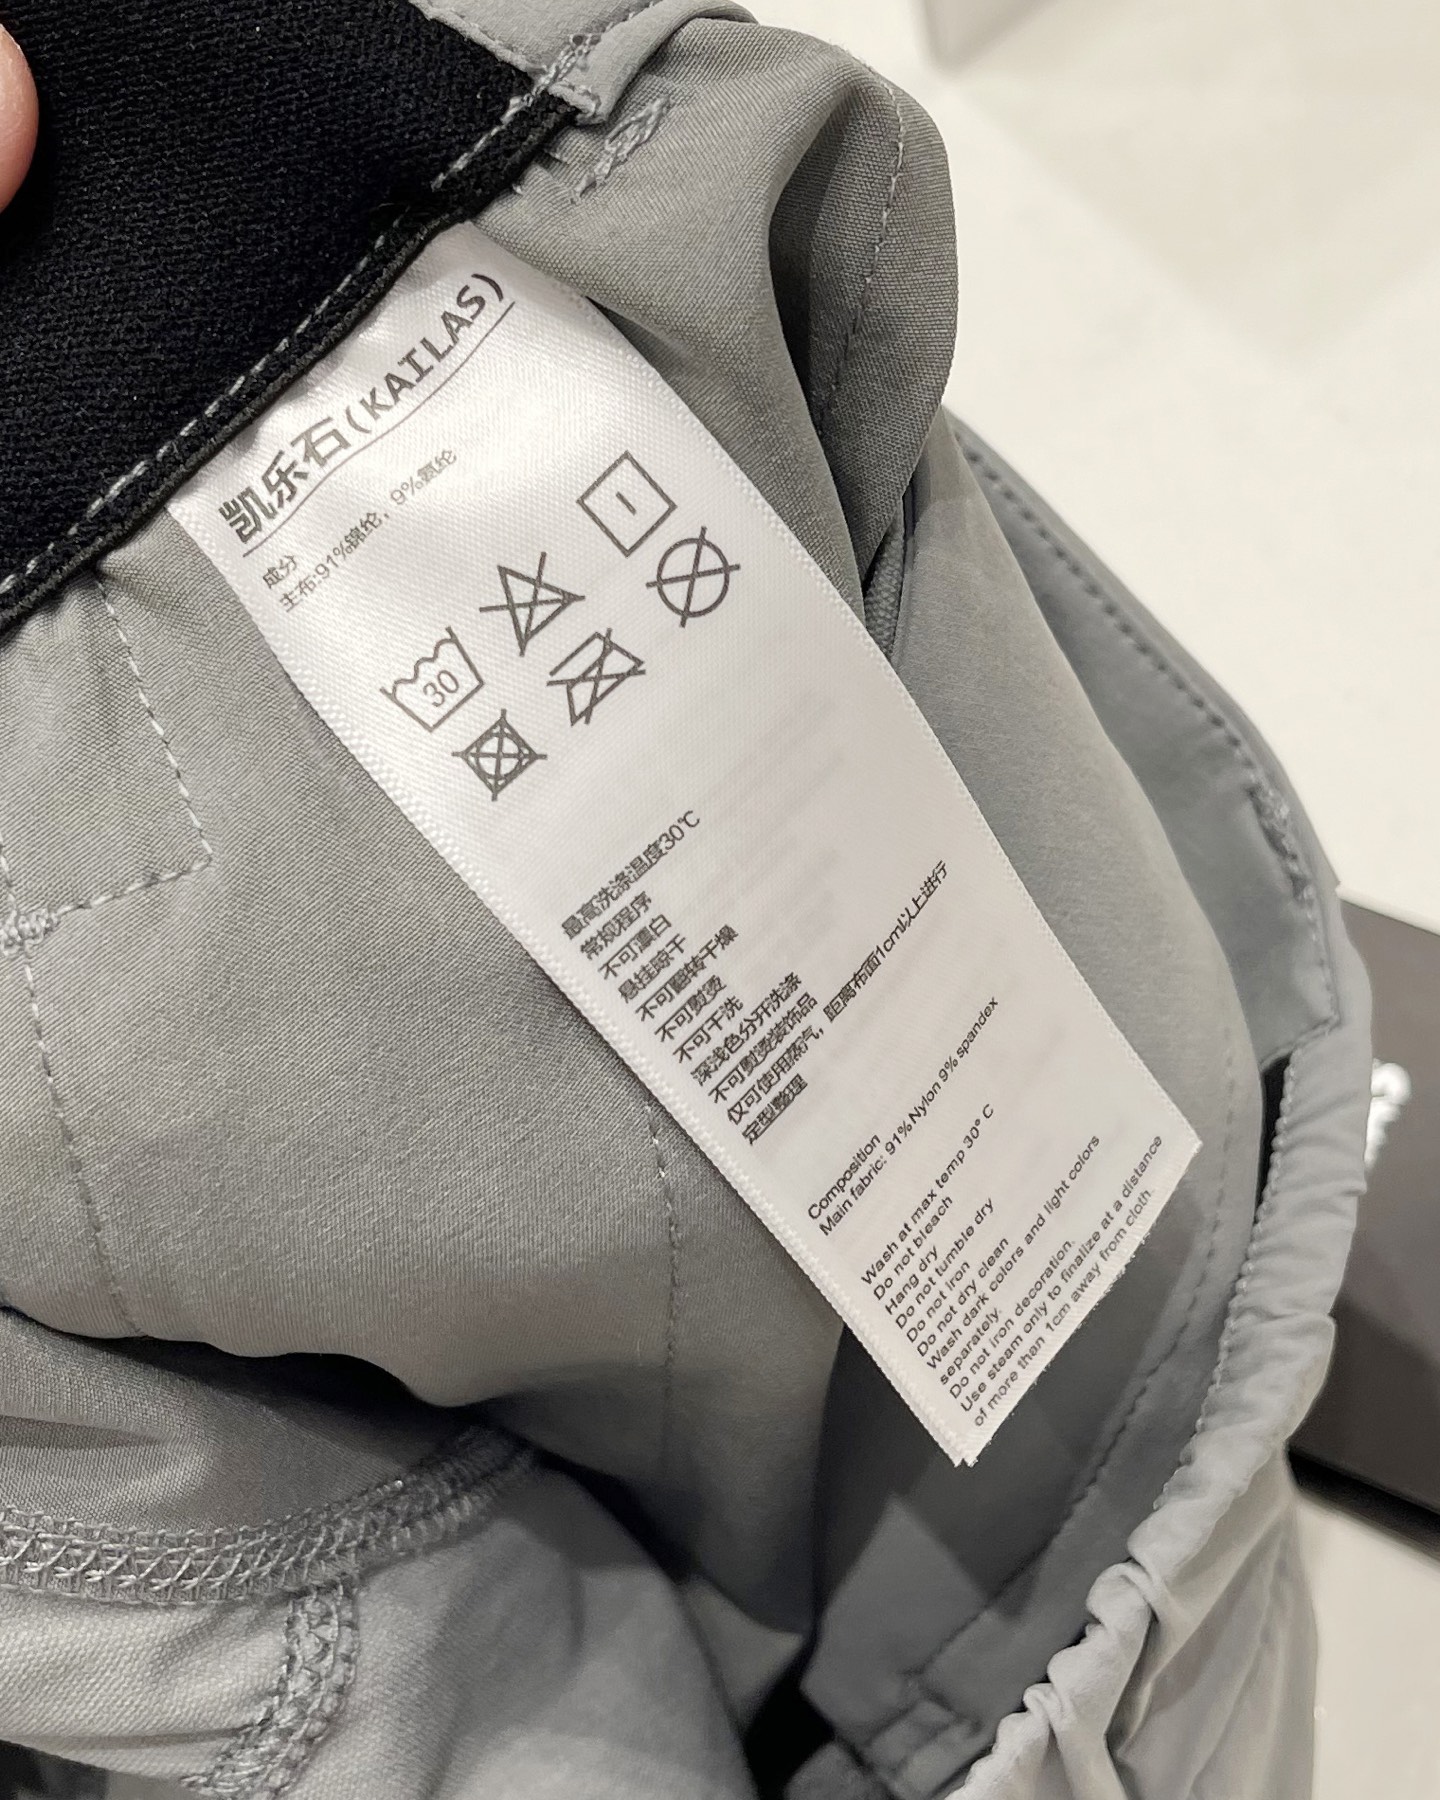 凯乐石(KAILAS)
成分
主布:91%锦纶, 9%氨纶
30
最高洗涤温度30℃
常规程序
不可漂白
悬挂晾干
不可翻转干燥
不可熨烫
不可干洗
深浅色分开洗涤
不可熨烫装饰品
仅可使用蒸气，距离布面1cm以上进行
定型整理
Composition
Main fabric: 91% Nylon 9% spandex
Wash at max temp 30° C
Do not bleach
Hang dry
Do not tumble dry
Do not iron
Do not dry clean
Wash dark colors and light colors
separately.
Do not iron decoration.
Use steam only to finalize at a distance
of more than 1cm away from cloth.